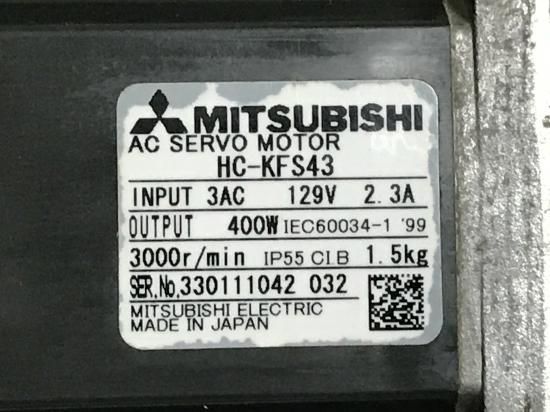 MITSUBISHI
AC SERVO MOTOR
HC-KFS43
INPUT 3AC 129V 2.3A
OUTPUT 400W IEC60034-1 '99
3000r/min IP55 CI.B 1.5kg
SER.No.330111042 032
MITSUBISHI ELECTRIC
MADE IN JAPAN